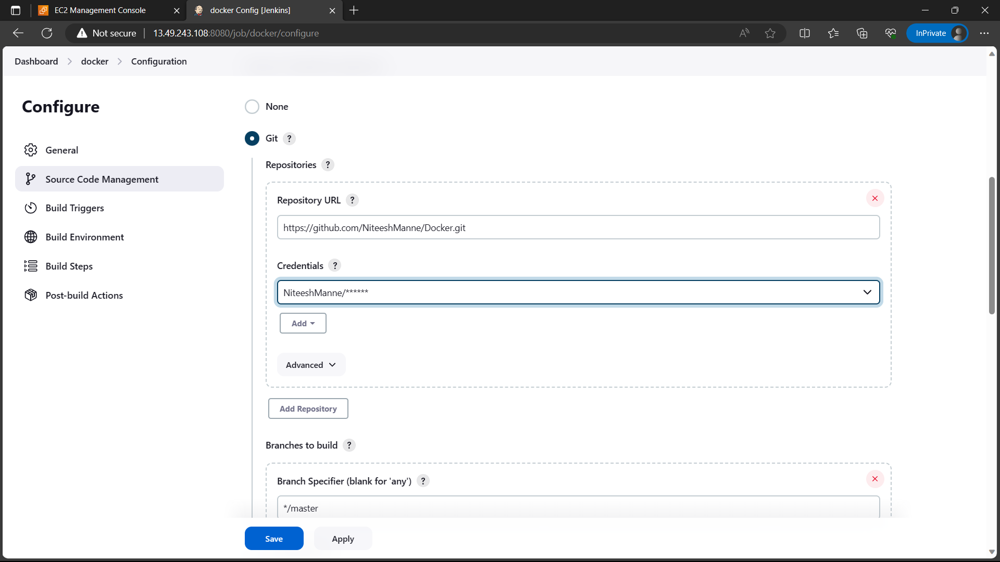 EC2 Management Console
docker Config [Jenkins]
Not secure
13.49.243.108:8080/job/docker/configure
InPrivate
Dashboard
docker
Configuration
Configure
General
Source Code Management
Build Triggers
Build Environment
Build Steps
Post-build Actions
None
Git ?
Repositories ?
Repository URL ?
https://github.com/NiteeshManne/Docker.git
Credentials ?
NiteeshManne/******
Add
Advanced
Add Repository
Branches to build ?
Branch Specifier (blank for 'any') ?
*/master
Save
Apply